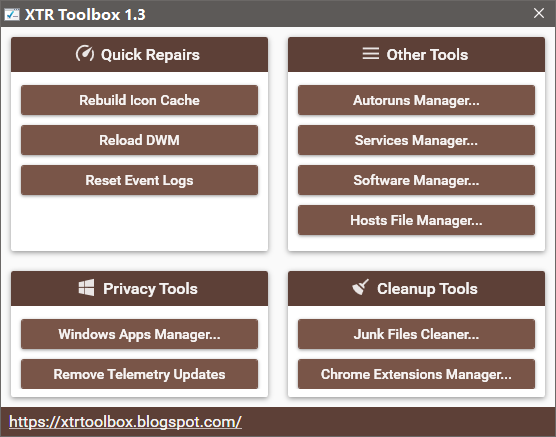 XTR Toolbox 1.3
Quick Repairs
Rebuild Icon Cache
Reload DWM
Reset Event Logs
Other Tools
Autoruns Manager...
Services Manager...
Software Manager...
Hosts File Manager...
Privacy Tools
Windows Apps Manager...
Remove Telemetry Updates
Cleanup Tools
Junk Files Cleaner...
Chrome Extensions Manager...
https://xtrtoolbox.blogspot.com/